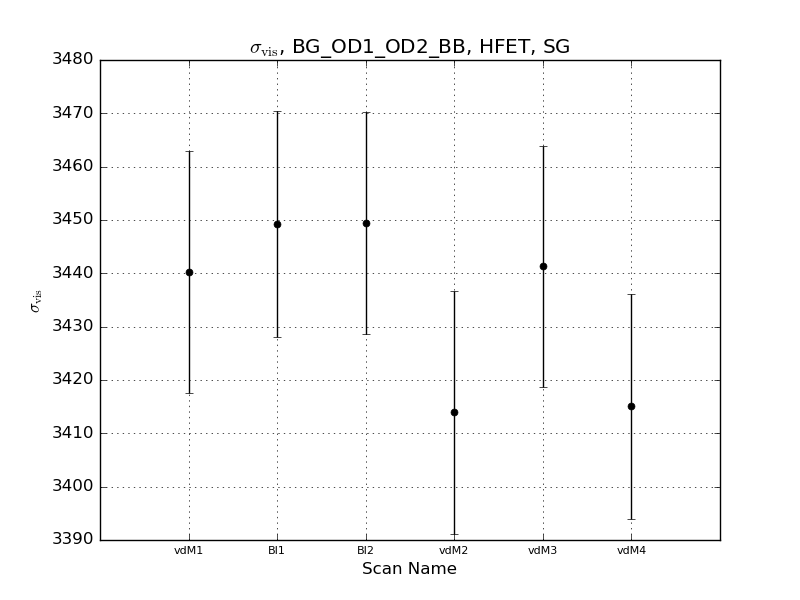 σvis, BG_OD1_OD2_BB, HFET, SG
3480
3470
3460
3450
3440
3430
3420
3410
3400
3390
σvis
vdM1 BI1 BI2 vdM2 vdM3 vdM4
Scan Name